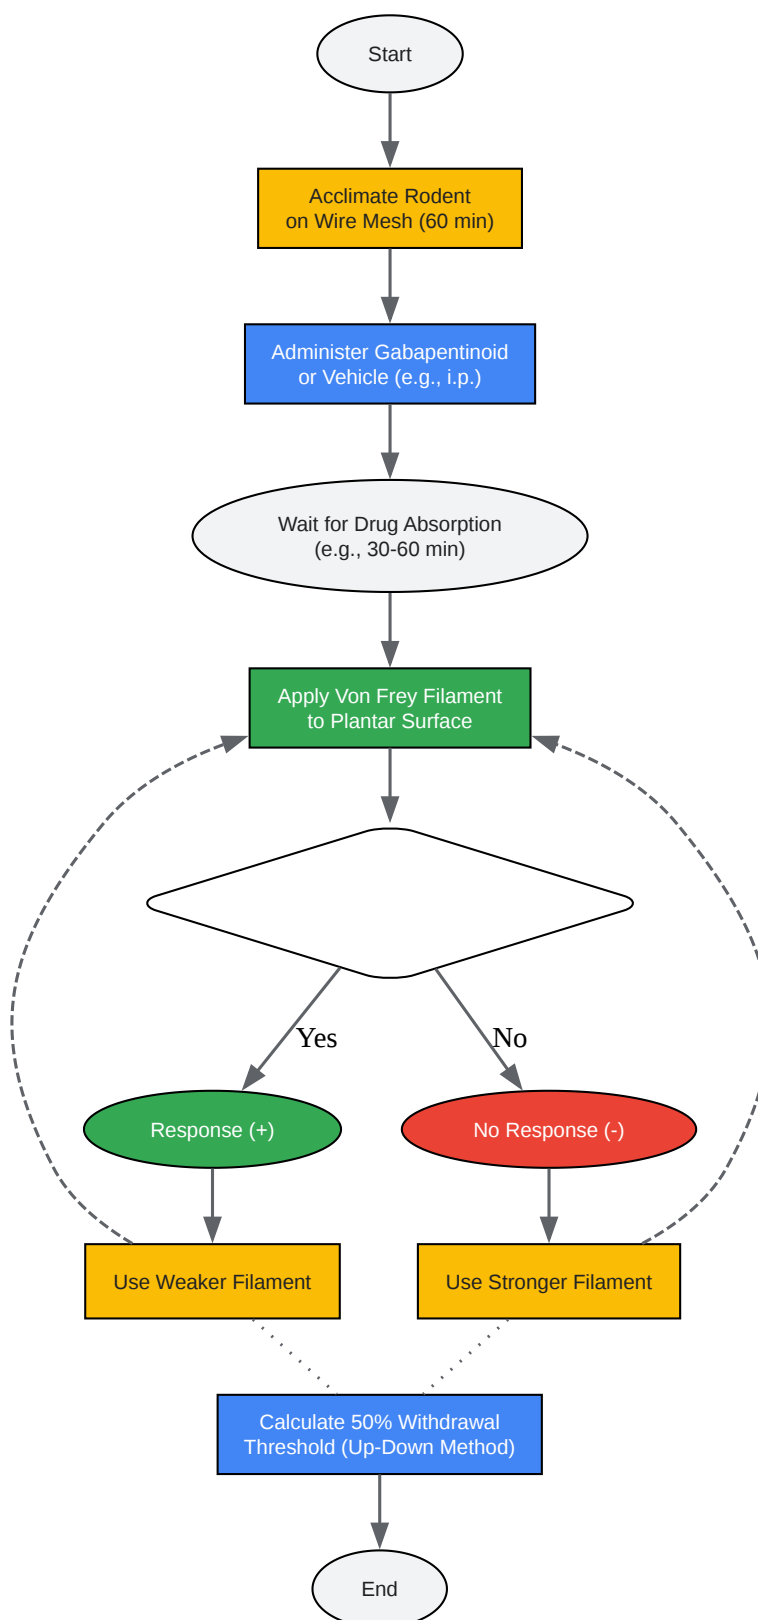 Start
Acclimate Rodent
on Wire Mesh (60 min)
Administer Gabapentinoid
or Vehicle (e.g., i.p.)
Wait for Drug Absorption
(e.g., 30-60 min)
Apply Von Frey Filament
to Plantar Surface
Yes
No
Response (+)
No Response (-)
Use Weaker Filament
Use Stronger Filament
Calculate 50% Withdrawal
Threshold (Up-Down Method)
End